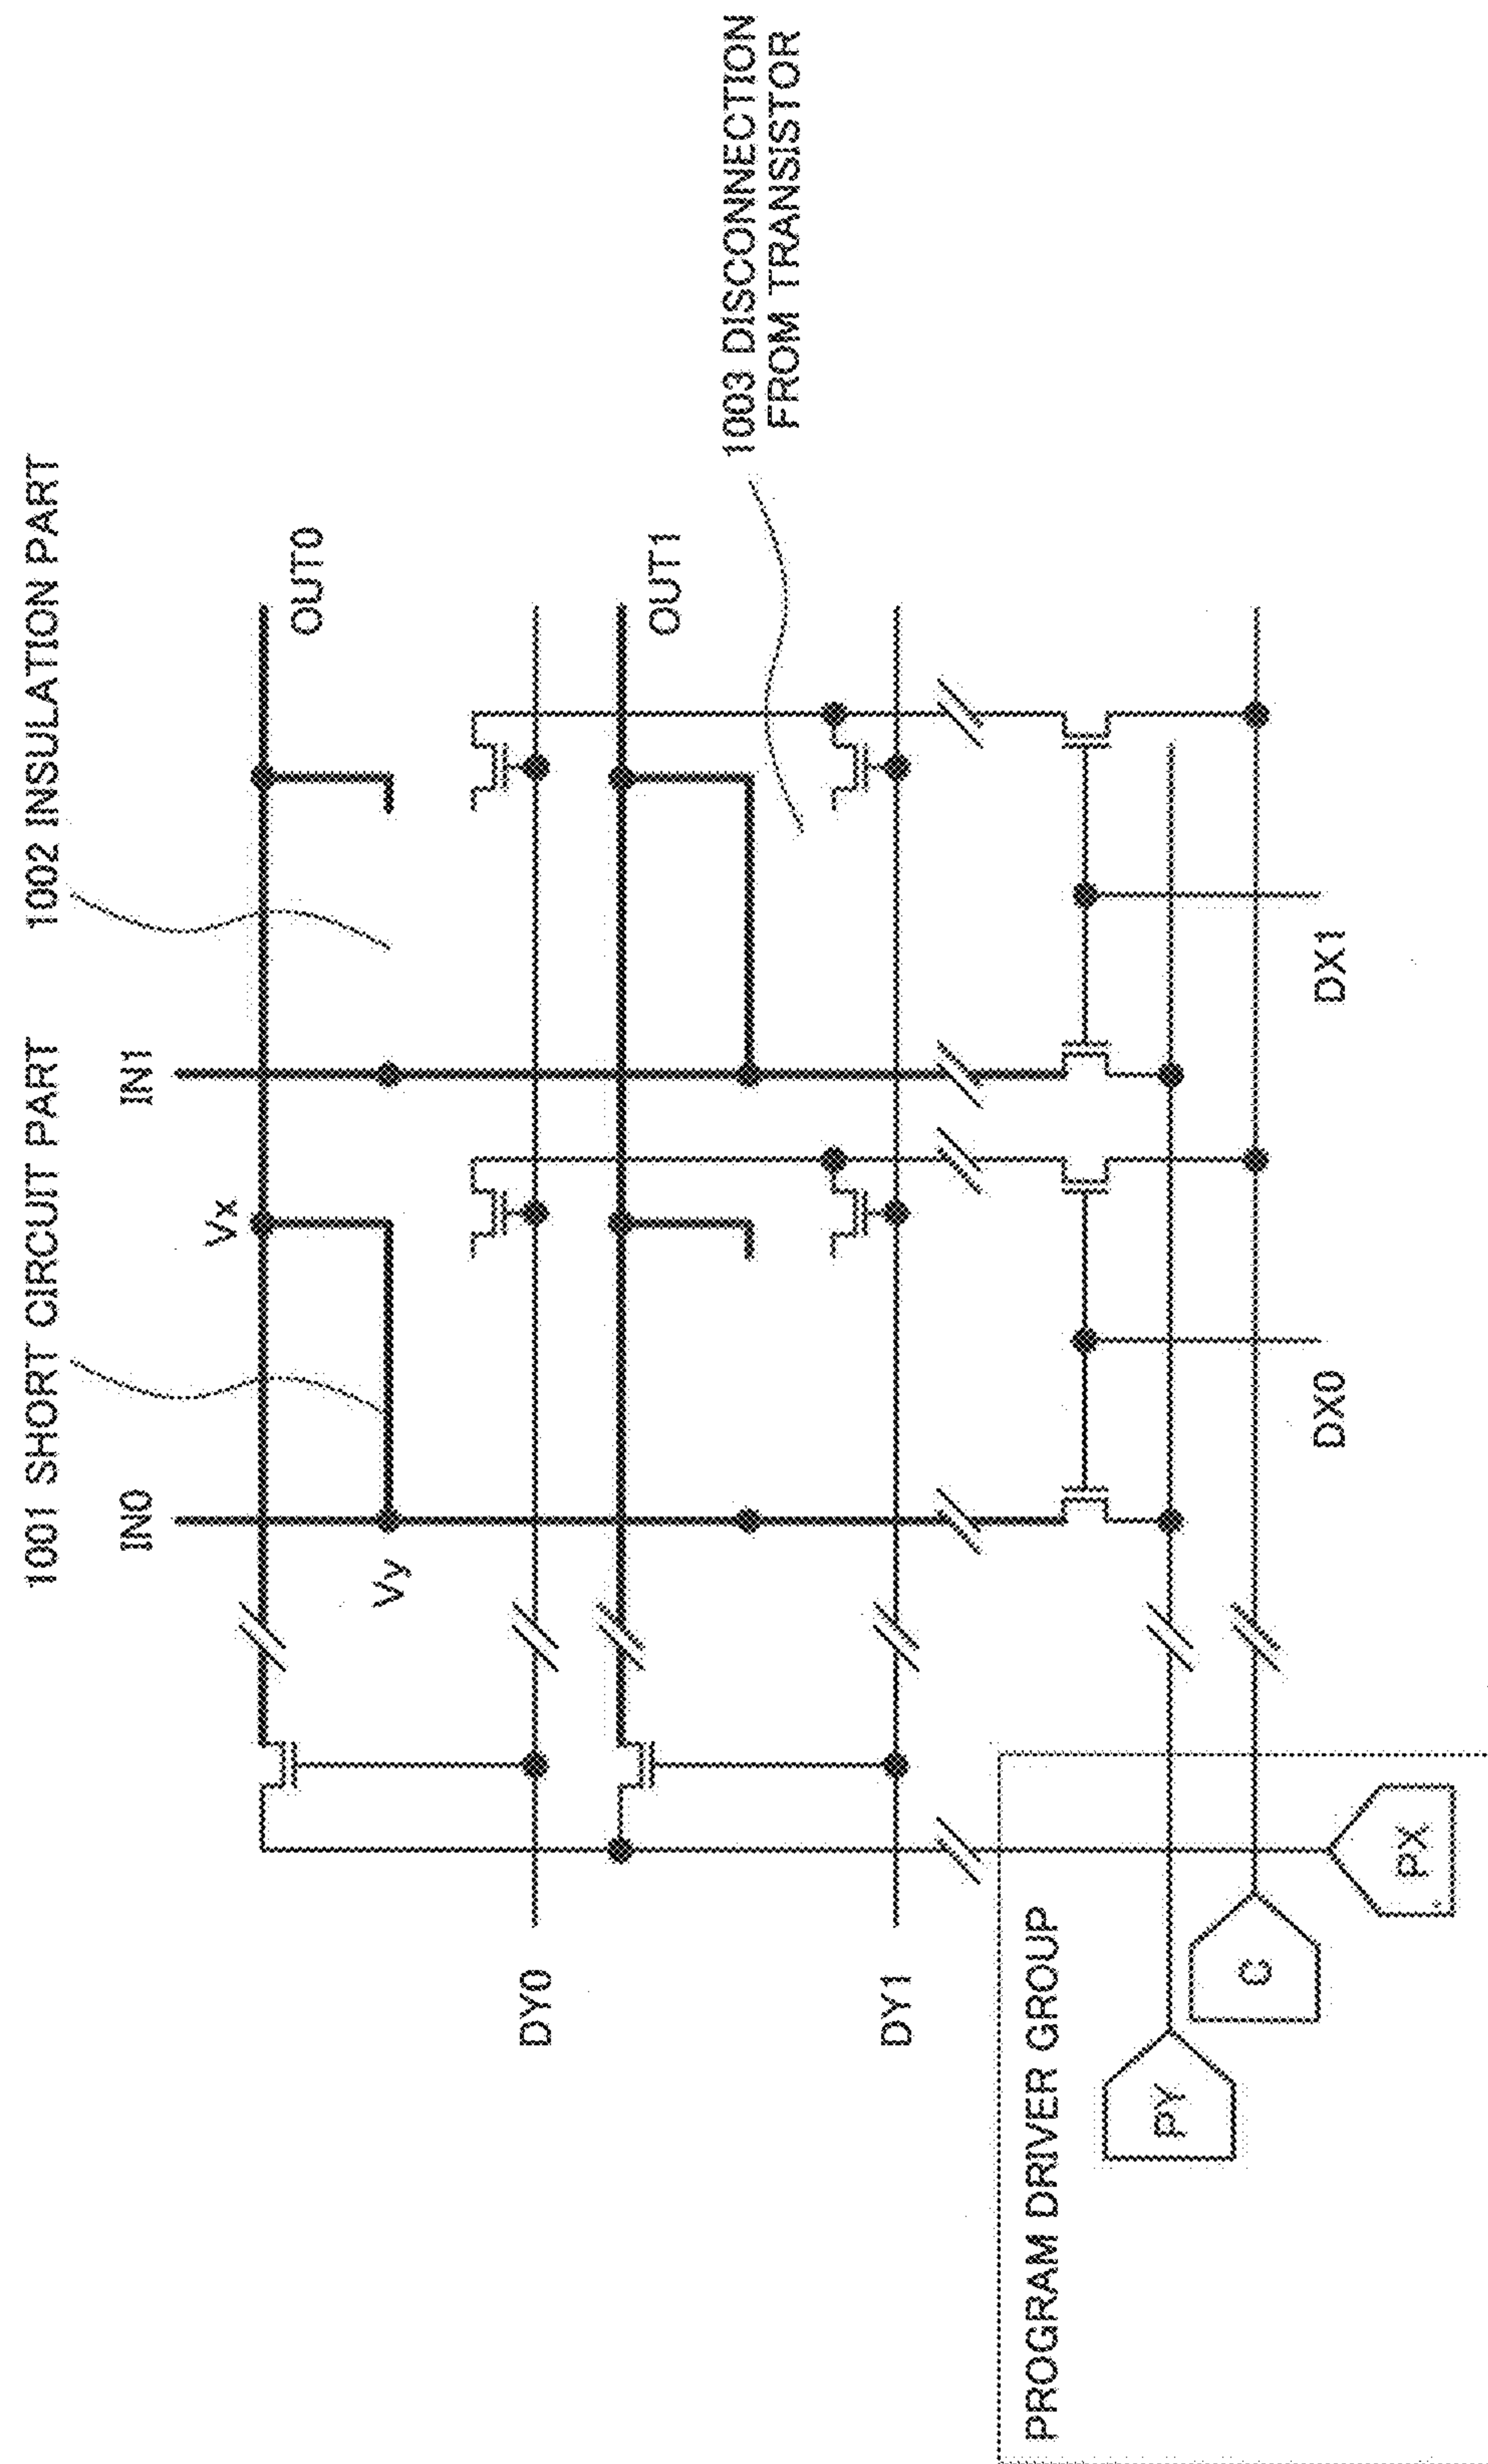 1001 SHORT CIRCUIT PART
1002 INSULATION PART
IN0
IN1
Vx
OUT0
Vy
DY0
OUT1
1003 DISCONNECTION
FROM TRANSISTOR
DY1
PROGRAM DRIVER GROUP
PY
C
DX0
DX1
PX